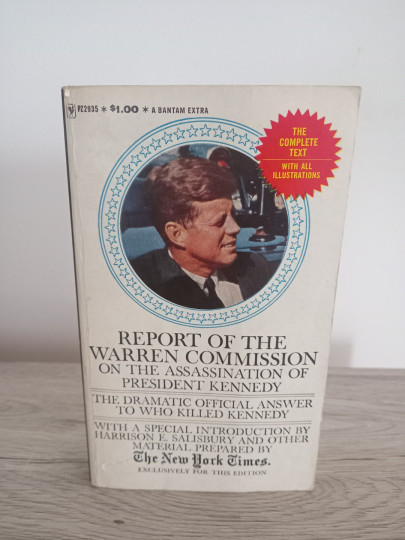 PZ2935 * $1.00 * A BANTAM EXTRA
THE
COMPLETE
TEXT
WITH ALL
ILLUSTRATIONS
REPORT OF THE
WARREN COMMISSION
ON THE ASSASSINATION OF
PRESIDENT KENNEDY
THE DRAMATIC OFFICIAL ANSWER
TO WHO KILLED KENNEDY
WITH A SPECIAL INTRODUCTION BY
HARRISON E. SALISBURY AND OTHER
MATERIAL PREPARED BY
The New York Times.
EXCLUSIVELY FOR THIS EDITION